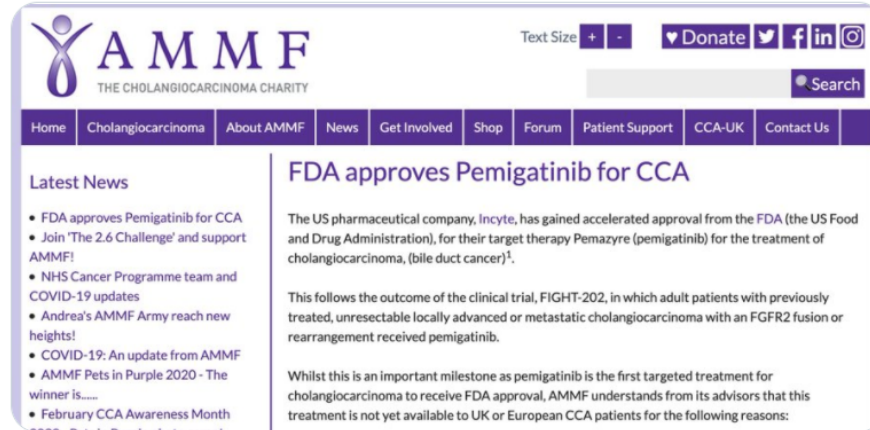 AMMF
THE CHOLANGIOCARCINOMA CHARITY
Text Size + -
♥ Donate
Search
Home Cholangiocarcinoma About AMMF News Get Involved Shop Forum Patient Support CCA-UK Contact Us
Latest News
• FDA approves Pemigatinib for CCA
• Join 'The 2.6 Challenge' and support
AMMF!
• NHS Cancer Programme team and
COVID-19 updates
• Andrea's AMMF Army reach new
heights!
• COVID-19: An update from AMMF
• AMMF Pets in Purple 2020 - The
winner is......
• February CCA Awareness Month
FDA approves Pemigatinib for CCA
The US pharmaceutical company, Incyte, has gained accelerated approval from the FDA (the US Food
and Drug Administration), for their target therapy Pemazyre (pemigatinib) for the treatment of
cholangiocarcinoma, (bile duct cancer)¹.
This follows the outcome of the clinical trial, FIGHT-202, in which adult patients with previously
treated, unresectable locally advanced or metastatic cholangiocarcinoma with an FGFR2 fusion or
rearrangement received pemigatinib.
Whilst this is an important milestone as pemigatinib is the first targeted treatment for
cholangiocarcinoma to receive FDA approval, AMMF understands from its advisors that this
treatment is not yet available to UK or European CCA patients for the following reasons: